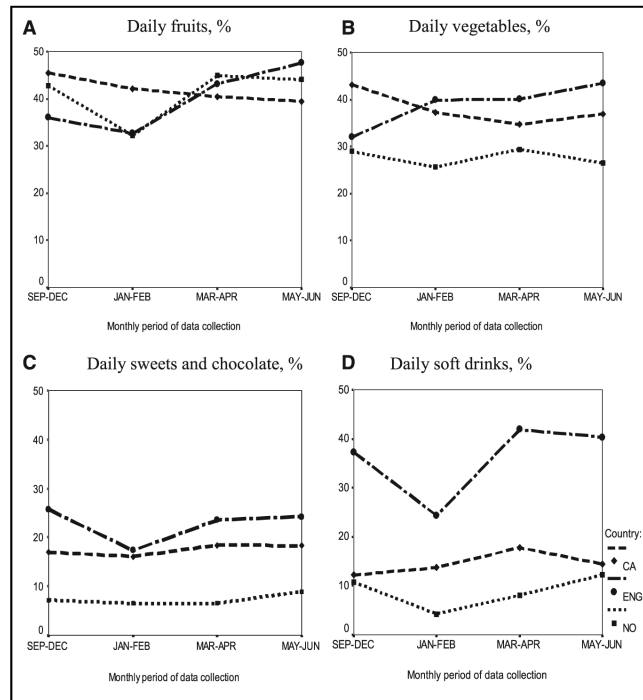 A Daily fruits, %
50
40
30
20
10
0
SEP-DEC JAN-FEB MAR-APR MAY-JUN
Monthly period of data collection
B Daily vegetables, %
50
40
30
20
10
0
SEP-DEC JAN-FEB MAR-APR MAY-JUN
Monthly period of data collection
C Daily sweets and chocolate, %
50
40
30
20
10
0
SEP-DEC JAN-FEB MAR-APR MAY-JUN
Monthly period of data collection
D Daily soft drinks, %
50
40
30
20
10
0
SEP-DEC JAN-FEB MAR-APR MAY-JUN
Monthly period of data collection
Country:
CA
ENG
NO